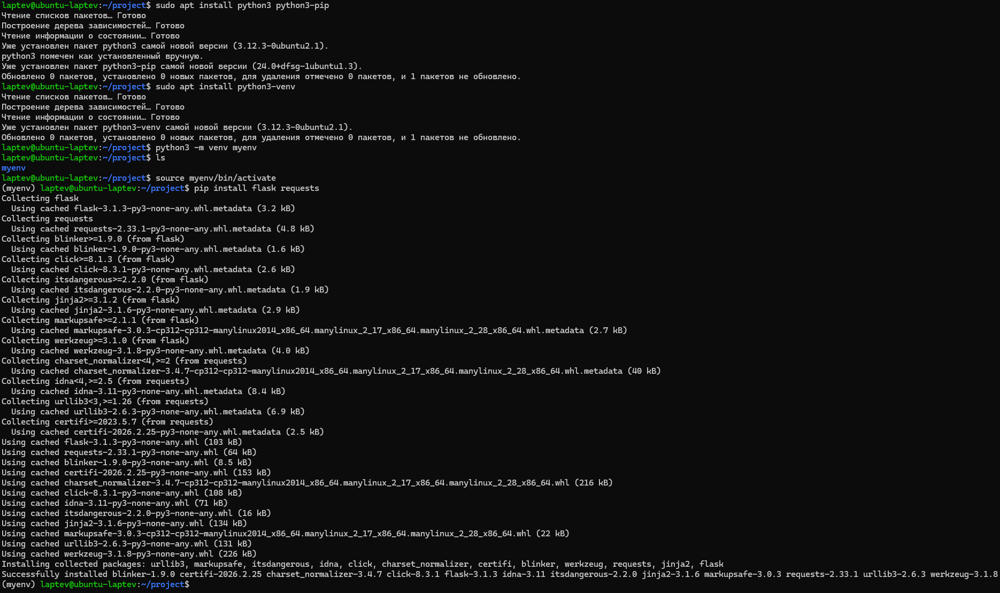 laptev@ubuntu-laptev:~/project$ sudo apt install python3 python3-pip
Чтение списков пакетов… Готово
Построение дерева зависимостей… Готово
Чтение информации о состоянии… Готово
Уже установлен пакет python3 самой новой версии (3.12.3-0ubuntu2.1).
python3 помечен как установленный вручную.
Уже установлен пакет python3-pip самой новой версии (24.0+dfsg-1ubuntu1.3).
Обновлено 0 пакетов, установлено 0 новых пакетов, для удаления отмечено 0 пакетов, и 1 пакетов не обновлено.
laptev@ubuntu-laptev:~/project$ sudo apt install python3-venv
Чтение списков пакетов… Готово
Построение дерева зависимостей… Готово
Чтение информации о состоянии… Готово
Уже установлен пакет python3-venv самой новой версии (3.12.3-0ubuntu2.1).
Обновлено 0 пакетов, установлено 0 новых пакетов, для удаления отмечено 0 пакетов, и 1 пакетов не обновлено.
laptev@ubuntu-laptev:~/project$ python3 -m venv myenv
laptev@ubuntu-laptev:~/project$ ls
myenv
laptev@ubuntu-laptev:~/project$ source myenv/bin/activate
(myenv) laptev@ubuntu-laptev:~/project$ pip install flask requests
Collecting flask
  Using cached flask-3.1.3-py3-none-any.whl.metadata (3.2 kB)
Collecting requests
  Using cached requests-2.33.1-py3-none-any.whl.metadata (4.8 kB)
Collecting blinker>=1.9.0 (from flask)
  Using cached blinker-1.9.0-py3-none-any.whl.metadata (1.6 kB)
Collecting click>=8.1.3 (from flask)
  Using cached click-8.3.1-py3-none-any.whl.metadata (2.6 kB)
Collecting itsdangerous>=2.2.0 (from flask)
  Using cached itsdangerous-2.2.0-py3-none-any.whl.metadata (1.9 kB)
Collecting jinja2>=3.1.2 (from flask)
  Using cached jinja2-3.1.6-py3-none-any.whl.metadata (2.9 kB)
Collecting markupsafe>=2.1.1 (from flask)
  Using cached markupsafe-3.0.3-cp312-cp312-manylinux2014_x86_64.manylinux_2_17_x86_64.manylinux_2_28_x86_64.whl.metadata (2.7 kB)
Collecting werkzeug>=3.1.0 (from flask)
  Using cached werkzeug-3.1.8-py3-none-any.whl.metadata (4.0 kB)
Collecting charset_normalizer<4,>=2 (from requests)
  Using cached charset_normalizer-3.4.7-cp312-cp312-manylinux2014_x86_64.manylinux_2_17_x86_64.manylinux_2_28_x86_64.whl.metadata (40 kB)
Collecting idna<4,>=2.5 (from requests)
  Using cached idna-3.11-py3-none-any.whl.metadata (8.4 kB)
Collecting urllib3<3,>=1.26 (from requests)
  Using cached urllib3-2.6.3-py3-none-any.whl.metadata (6.9 kB)
Collecting certifi>=2023.5.7 (from requests)
  Using cached certifi-2026.2.25-py3-none-any.whl.metadata (2.5 kB)
Using cached flask-3.1.3-py3-none-any.whl (103 kB)
Using cached requests-2.33.1-py3-none-any.whl (64 kB)
Using cached blinker-1.9.0-py3-none-any.whl (8.5 kB)
Using cached certifi-2026.2.25-py3-none-any.whl (153 kB)
Using cached charset_normalizer-3.4.7-cp312-cp312-manylinux2014_x86_64.manylinux_2_17_x86_64.manylinux_2_28_x86_64.whl (216 kB)
Using cached click-8.3.1-py3-none-any.whl (108 kB)
Using cached idna-3.11-py3-none-any.whl (71 kB)
Using cached itsdangerous-2.2.0-py3-none-any.whl (16 kB)
Using cached jinja2-3.1.6-py3-none-any.whl (134 kB)
Using cached markupsafe-3.0.3-cp312-cp312-manylinux2014_x86_64.manylinux_2_17_x86_64.manylinux_2_28_x86_64.whl (22 kB)
Using cached urllib3-2.6.3-py3-none-any.whl (131 kB)
Using cached werkzeug-3.1.8-py3-none-any.whl (226 kB)
Installing collected packages: urllib3, markupsafe, itsdangerous, idna, click, charset_normalizer, certifi, blinker, werkzeug, requests, jinja2, flask
Successfully installed blinker-1.9.0 certifi-2026.2.25 charset_normalizer-3.4.7 click-8.3.1 flask-3.1.3 idna-3.11 itsdangerous-2.2.0 jinja2-3.1.6 markupsafe-3.0.3 requests-2.33.1 urllib3-2.6.3 werkzeug-3.1.8
(myenv) laptev@ubuntu-laptev:~/project$